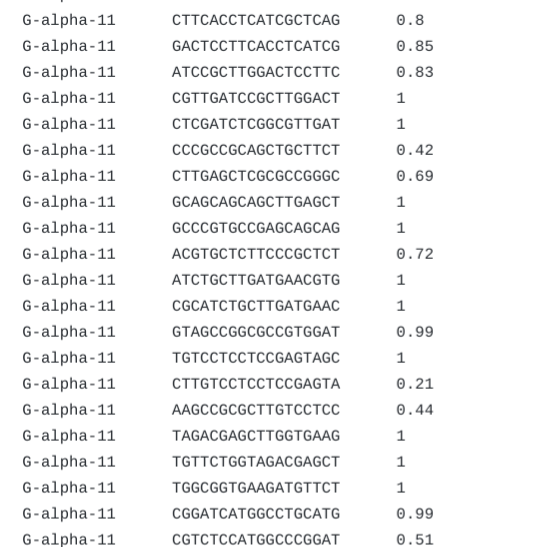 G-alpha-11 CTTCACCTCATCGCTCAG 0.8
G-alpha-11 GACTCCTTCACCTCATCG 0.85
G-alpha-11 ATCCGCTTGGACTCCTTC 0.83
G-alpha-11 CGTTGATCCGCTTGGACT 1
G-alpha-11 CTCGATCTCGGCGTTGAT 1
G-alpha-11 CCCGCCGCAGCTGCTTCT 0.42
G-alpha-11 CTTGAGCTCGCGCCGGGC 0.69
G-alpha-11 GCAGCAGCAGCTTGAGCT 1
G-alpha-11 GCCCGTGCCGAGCAGCAG 1
G-alpha-11 ACGTGCTCTTCCCGCTCT 0.72
G-alpha-11 ATCTGCTTGATGAACGTG 1
G-alpha-11 CGCATCTGCTTGATGAAC 1
G-alpha-11 GTAGCCGGCGCCGTGGAT 0.99
G-alpha-11 TGTCCTCCTCCGAGTAGC 1
G-alpha-11 CTTGTCCTCCTCCGAGTA 0.21
G-alpha-11 AAGCCGCGCTTGTCCTCC 0.44
G-alpha-11 TAGACGAGCTTGGTGAAG 1
G-alpha-11 TGTTCTGGTAGACGAGCT 1
G-alpha-11 TGGCGGTGAAGATGTTCT 1
G-alpha-11 CGGATCATGGCCTGCATG 0.99
G-alpha-11 CGTCTCCATGGCCCGGAT 0.51